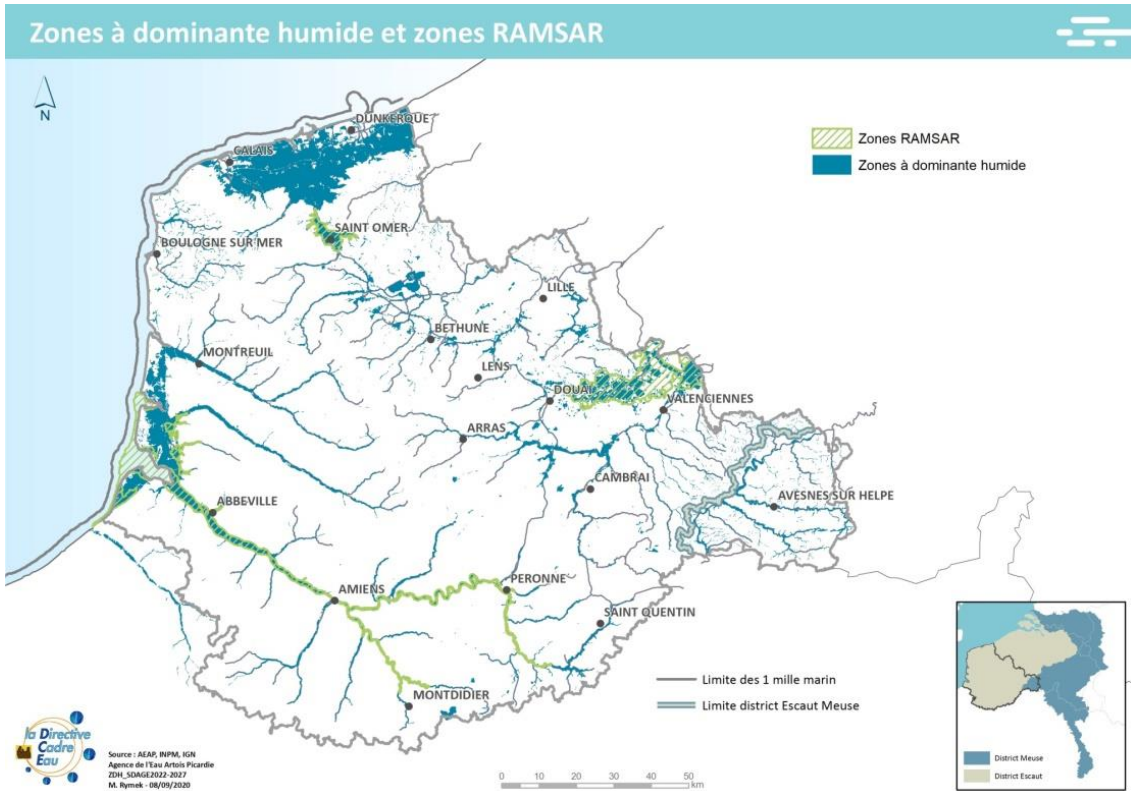 Zones à dominante humide et zones RAMSAR
N
DUNKERQUE
CALAIS
Zones RAMSAR
Zones à dominante humide
SAINT OMER
BOULOGNE SUR MER
LILLE
BETHUNE
MONTREUIL
LENS
DOUAI
VALENCIENNES
ARRAS
CAMBRAI
AVESNES SUR HELPE
ABBEVILLE
AMIENS
PERONNE
SAINT QUENTIN
MONTDIDIER
Limite des 1 mille marin
Limite district Escaut Meuse
District Meuse
District Escaut
la Directive
Cadre
Eau
Source : AEAP, INPM, IGN
Agence de l'Eau Artois Picardie
ZDH_SDAGE2022-2027
M. Rymek - 08/09/2020
0 10 20 30 40 50
km